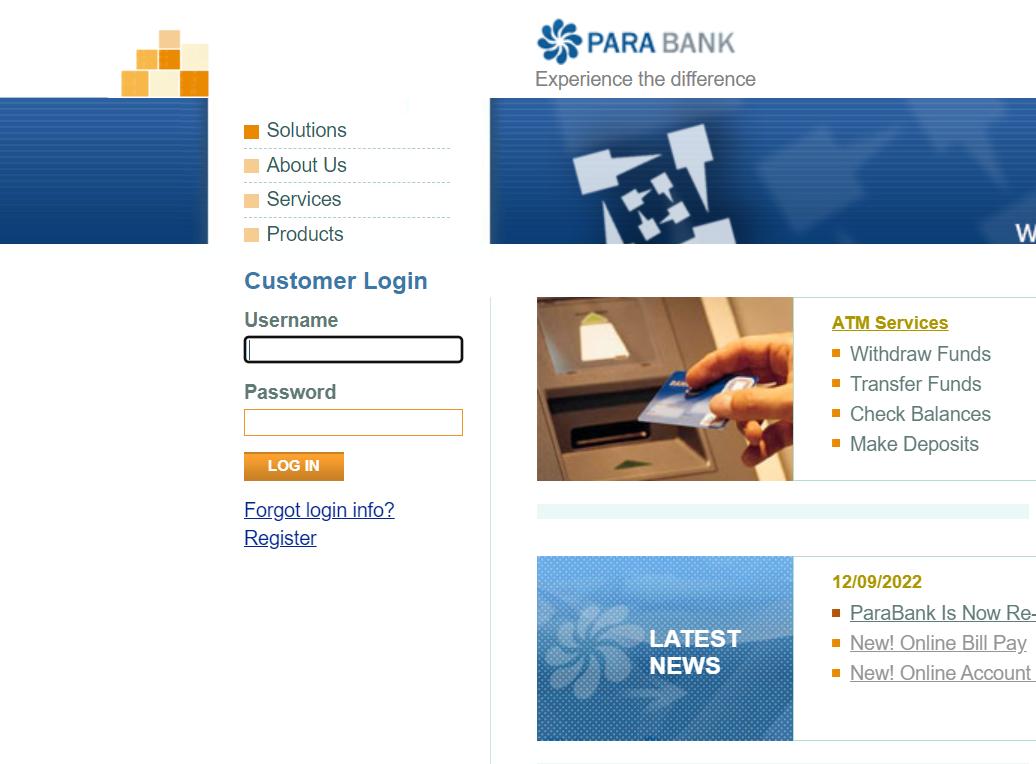 PARA BANK
Experience the difference
Solutions
About Us
Services
Products
Customer Login
Username
Password
LOG IN
Forgot login info?
Register
ATM Services
Withdraw Funds
Transfer Funds
Check Balances
Make Deposits
LATEST
NEWS
12/09/2022
ParaBank Is Now Re-
New! Online Bill Pay
New! Online Account